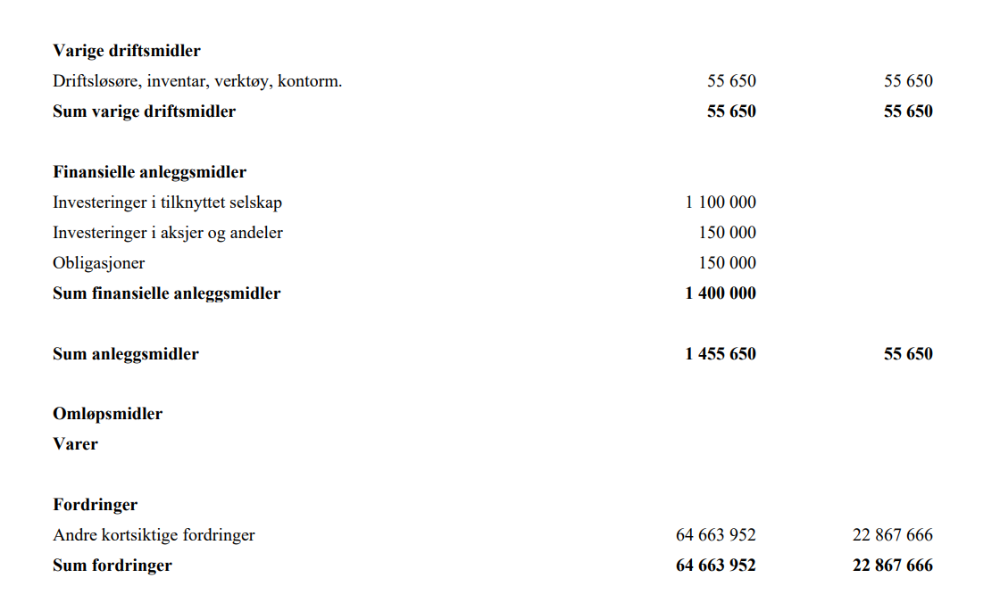 Varige driftsmidler
Driftsløsøre, inventar, verktøy, kontorm. 55 650 55 650
Sum varige driftsmidler 55 650 55 650
Finansielle anleggsmidler
Investeringer i tilknyttet selskap 1 100 000
Investeringer i aksjer og andeler 150 000
Obligasjoner 150 000
Sum finansielle anleggsmidler 1 400 000
Sum anleggsmidler 1 455 650 55 650
Omløpsmidler
Varer
Fordringer
Andre kortsiktige fordringer 64 663 952 22 867 666
Sum fordringer 64 663 952 22 867 666